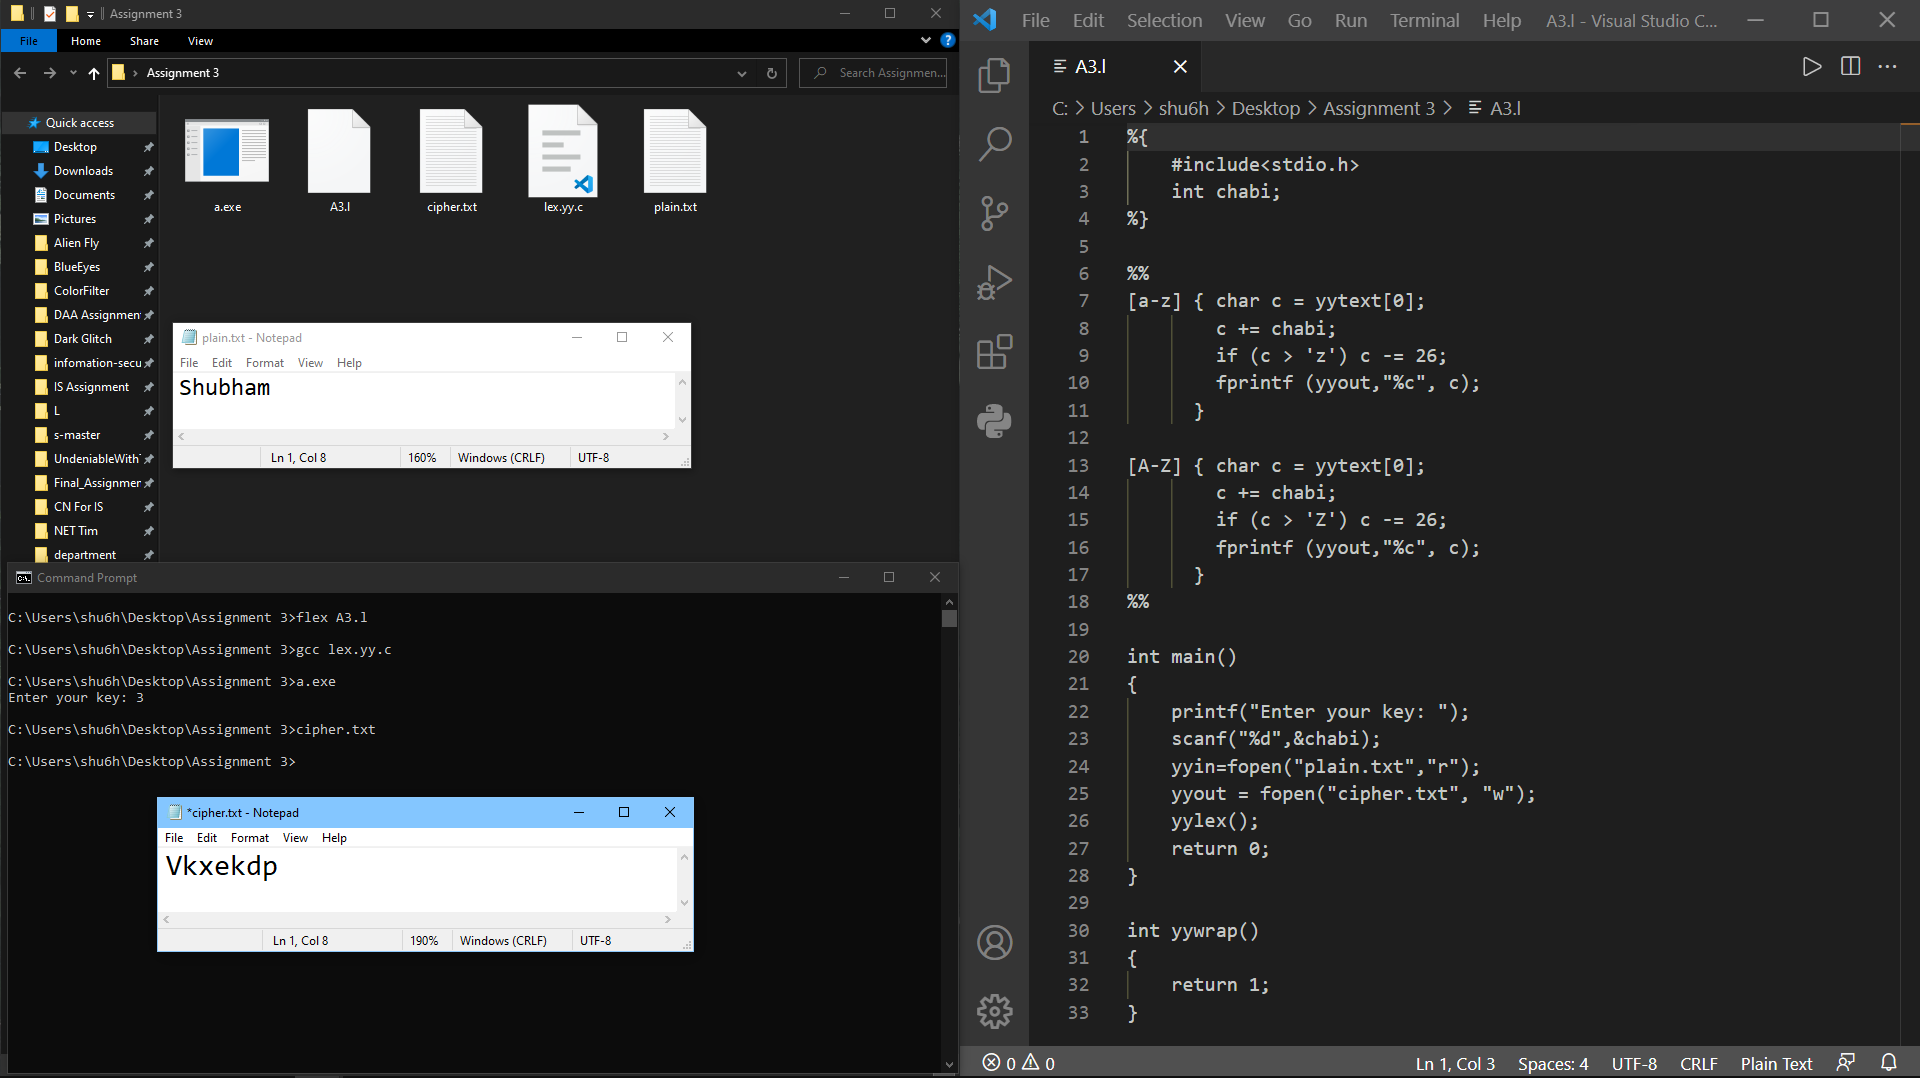 Assignment 3
File Home Share View
Assignment 3
Search Assignmen...
Quick access
Desktop
Downloads
Documents
Pictures
Alien Fly
BlueEyes
ColorFilter
DAA Assignmen
Dark Glitch
infomation-secu
IS Assignment
L
s-master
UndeniableWith
Final_Assignmer
CN For IS
NET Tim
department
a.exe A3.l cipher.txt lex.yy.c plain.txt
plain.txt - Notepad
File Edit Format View Help
Shubham
Ln 1, Col 8 160% Windows (CRLF) UTF-8
Command Prompt
C:\Users\shu6h\Desktop\Assignment 3>flex A3.l
C:\Users\shu6h\Desktop\Assignment 3>gcc lex.yy.c
C:\Users\shu6h\Desktop\Assignment 3>a.exe
Enter your key: 3
C:\Users\shu6h\Desktop\Assignment 3>cipher.txt
C:\Users\shu6h\Desktop\Assignment 3>
*cipher.txt - Notepad
File Edit Format View Help
Vkxekdp
Ln 1, Col 8 190% Windows (CRLF) UTF-8
File Edit Selection View Go Run Terminal Help A3.l - Visual Studio C...
A3.l
C: > Users > shu6h > Desktop > Assignment 3 > A3.l
1 %{
2 #include<stdio.h>
3 int chabi;
4 %}
5
6 %%
7 [a-z] { char c = yytext[0];
8 c += chabi;
9 if (c > 'z') c -= 26;
10 fprintf (yyout,"%c", c);
11 }
12
13 [A-Z] { char c = yytext[0];
14 c += chabi;
15 if (c > 'Z') c -= 26;
16 fprintf (yyout,"%c", c);
17 }
18 %%
19
20 int main()
21 {
22 printf("Enter your key: ");
23 scanf("%d",&chabi);
24 yyin=fopen("plain.txt","r");
25 yyout = fopen("cipher.txt", "w");
26 yylex();
27 return 0;
28 }
29
30 int yywrap()
31 {
32 return 1;
33 }
0 0 Ln 1, Col 3 Spaces: 4 UTF-8 CRLF Plain Text